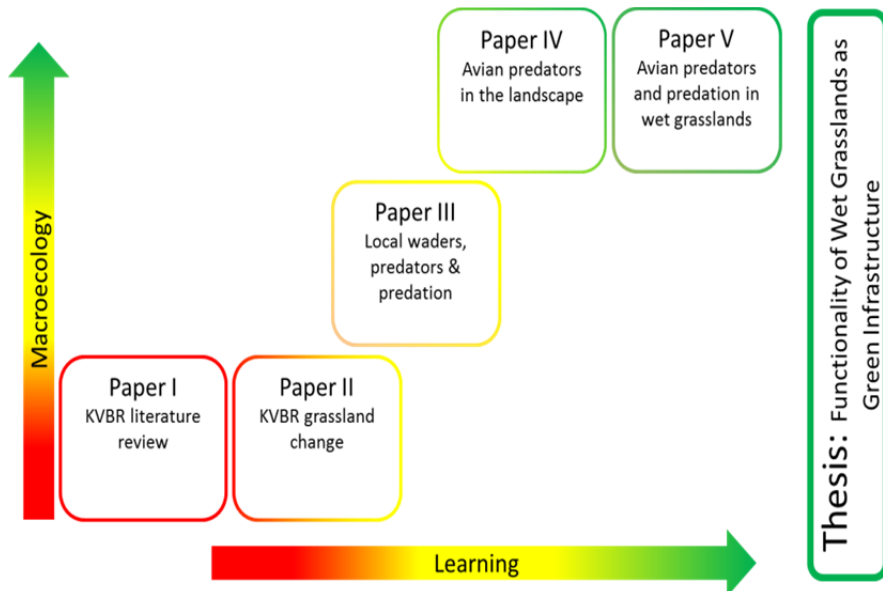 Paper IV
Avian predators
in the landscape
Paper V
Avian predators
and predation in
wet grasslands
Paper III
Local waders,
predators &
predation
Paper I
KVBR literature
review
Paper II
KVBR grassland
change
Macroecology
Learning
Thesis: Functionality of Wet Grasslands as
Green Infrastructure